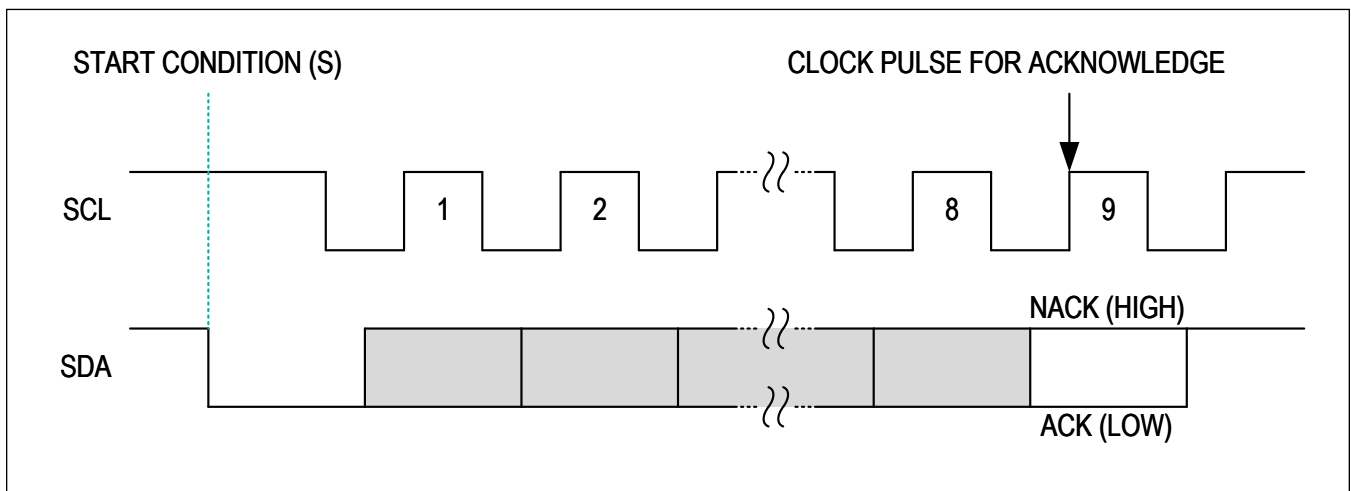 START CONDITION (S)
CLOCK PULSE FOR ACKNOWLEDGE
SCL
1
2
8
9
NACK (HIGH)
SDA
ACK (LOW)